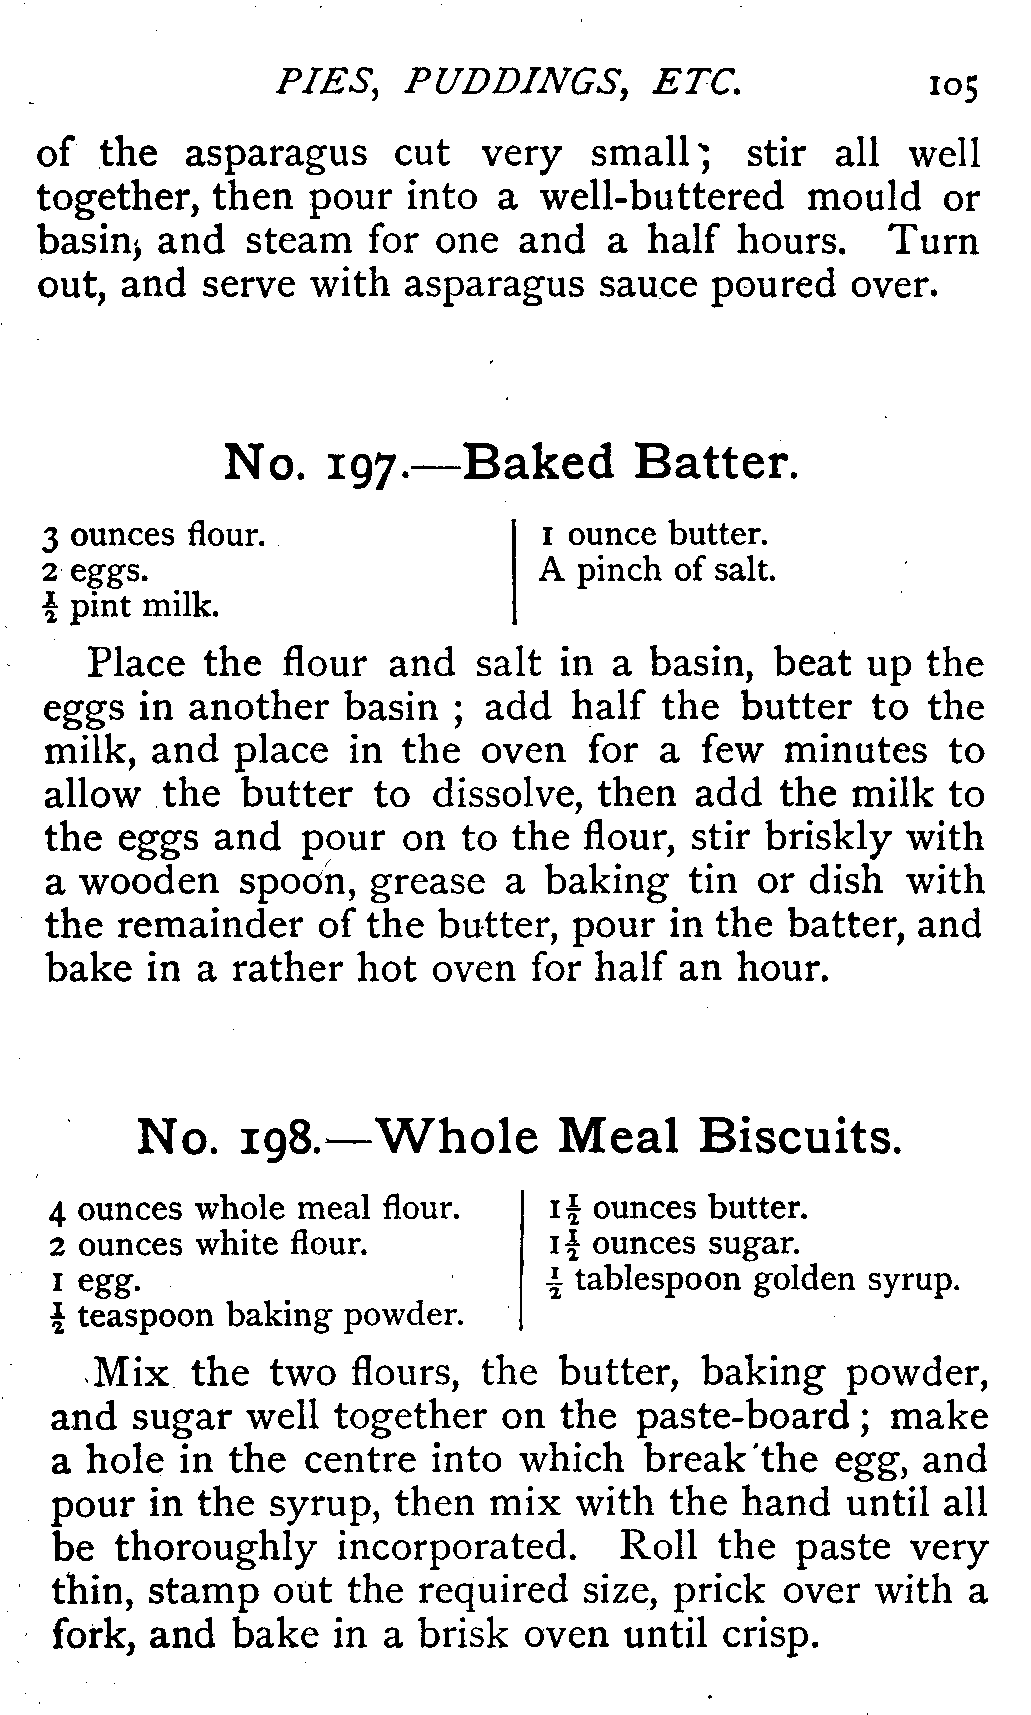 PIES, PUDDINGS, ETC. 105
of the asparagus cut very small; stir all well
together, then pour into a well-buttered mould or
basin, and steam for one and a half hours. Turn
out, and serve with asparagus sauce poured over.
No. 197.—Baked Batter.
3 ounces flour.
2 eggs.
½ pint milk.
1 ounce butter.
A pinch of salt.
Place the flour and salt in a basin, beat up the
eggs in another basin ; add half the butter to the
milk, and place in the oven for a few minutes to
allow the butter to dissolve, then add the milk to
the eggs and pour on to the flour, stir briskly with
a wooden spoon, grease a baking tin or dish with
the remainder of the butter, pour in the batter, and
bake in a rather hot oven for half an hour.
No. 198.—Whole Meal Biscuits.
4 ounces whole meal flour.
2 ounces white flour.
1 egg.
½ teaspoon baking powder.
1½ ounces butter.
1½ ounces sugar.
½ tablespoon golden syrup.
Mix the two flours, the butter, baking powder,
and sugar well together on the paste-board ; make
a hole in the centre into which break the egg, and
pour in the syrup, then mix with the hand until all
be thoroughly incorporated. Roll the paste very
thin, stamp out the required size, prick over with a
fork, and bake in a brisk oven until crisp.